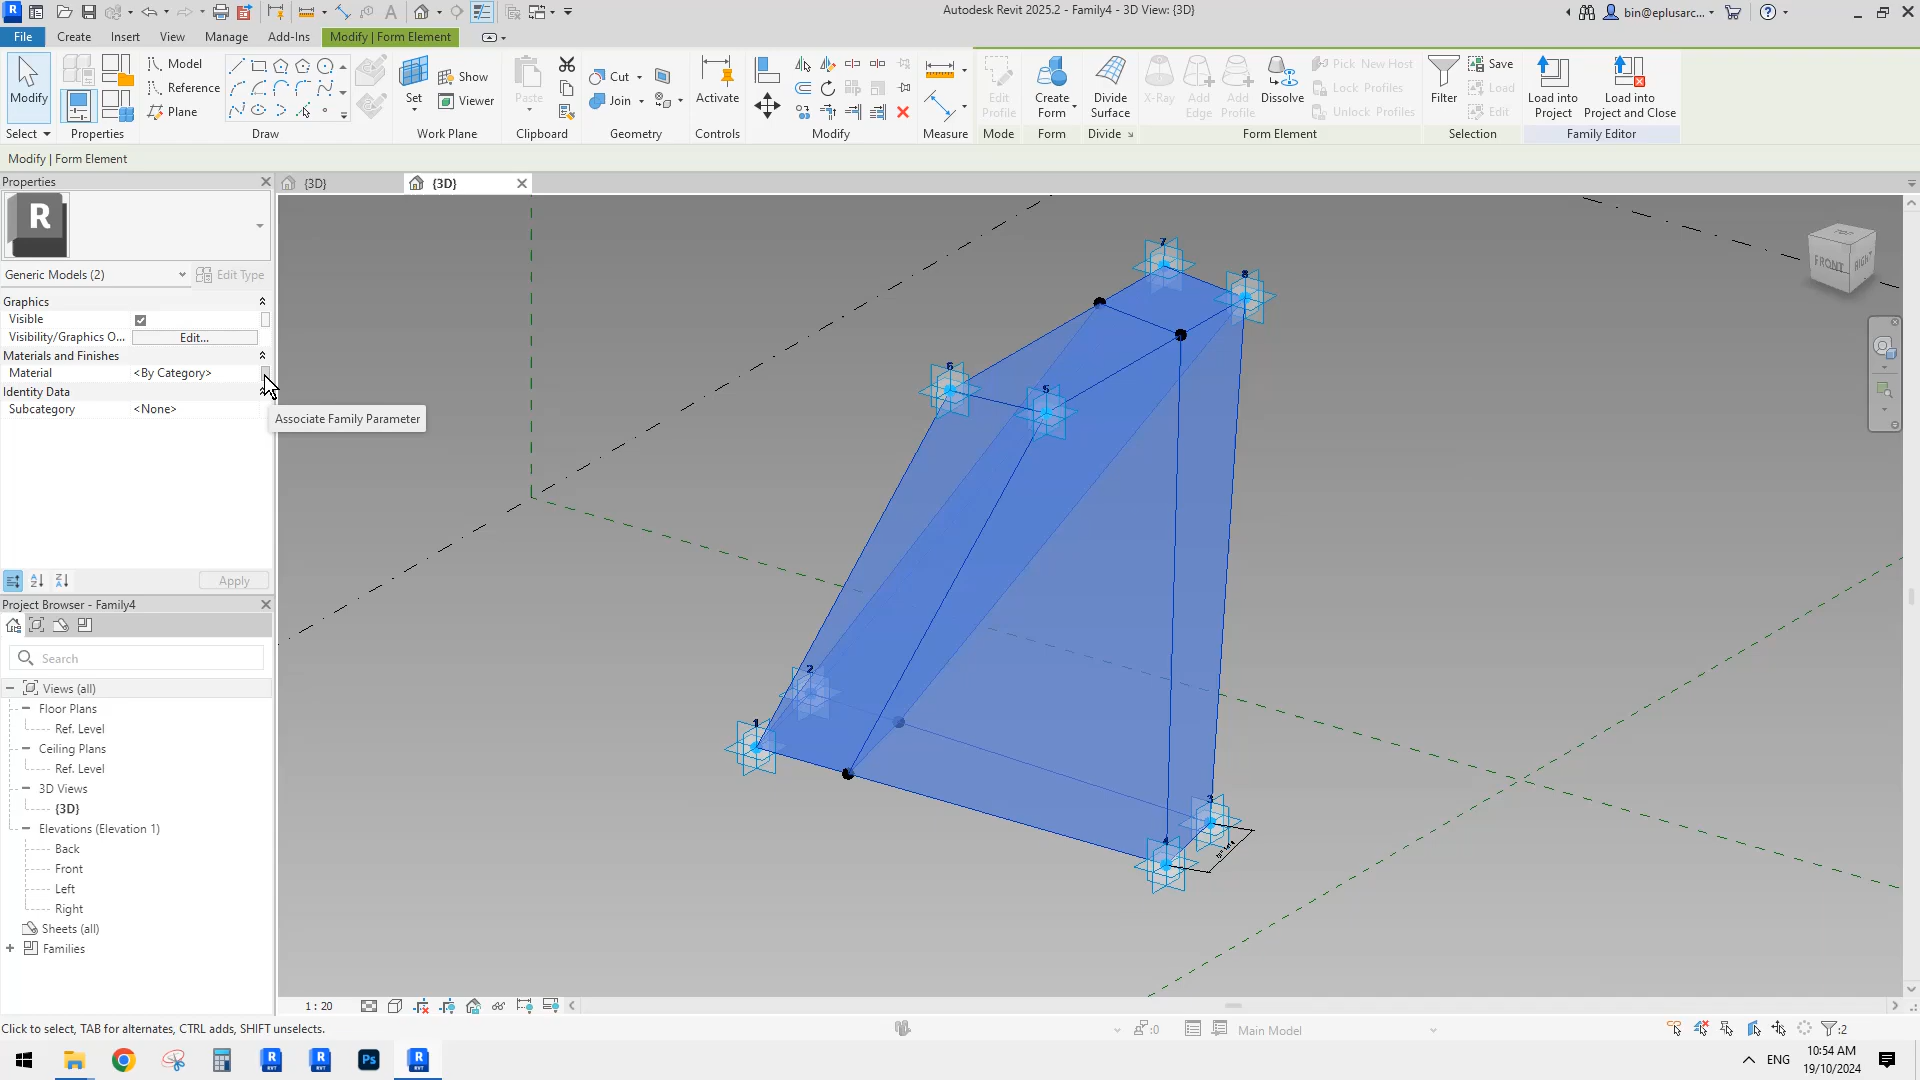 Autodesk Revit 2025.2 - Family4 - 3D View: {3D}
bin@eplusarc...
File Create Insert View Manage Add-Ins Modify | Form Element
Modify
Model
Reference
Plane
Set
Show
Viewer
Paste
Cut
Join
Activate
Edit Profile
Create Form
Divide Surface
X-Ray
Add Edge
Add Profile
Dissolve
Pick New Host
Lock Profiles
Unlock Profiles
Filter
Save
Load
Edit
Load into Project
Load into Project and Close
Select Properties Draw Work Plane Clipboard Geometry Controls Modify Measure Mode Form Divide Form Element Selection Family Editor
Modify | Form Element
Properties
{3D}
{3D}
R
Generic Models (2)
Edit Type
Graphics
Visible
Visibility/Graphics O... Edit...
Materials and Finishes
Material <By Category>
Identity Data
Subcategory <None>
Associate Family Parameter
Apply
Project Browser - Family4
Search
Views (all)
Floor Plans
Ref. Level
Ceiling Plans
Ref. Level
3D Views
{3D}
Elevations (Elevation 1)
Back
Front
Left
Right
Sheets (all)
Families
7
8
6
5
2
1
3
4
TOP
FRONT
RIGHT
1 : 20
Click to select, TAB for alternates, CTRL adds, SHIFT unselects.
:0
Main Model
:2
Ps
ENG
10:54 AM
19/10/2024